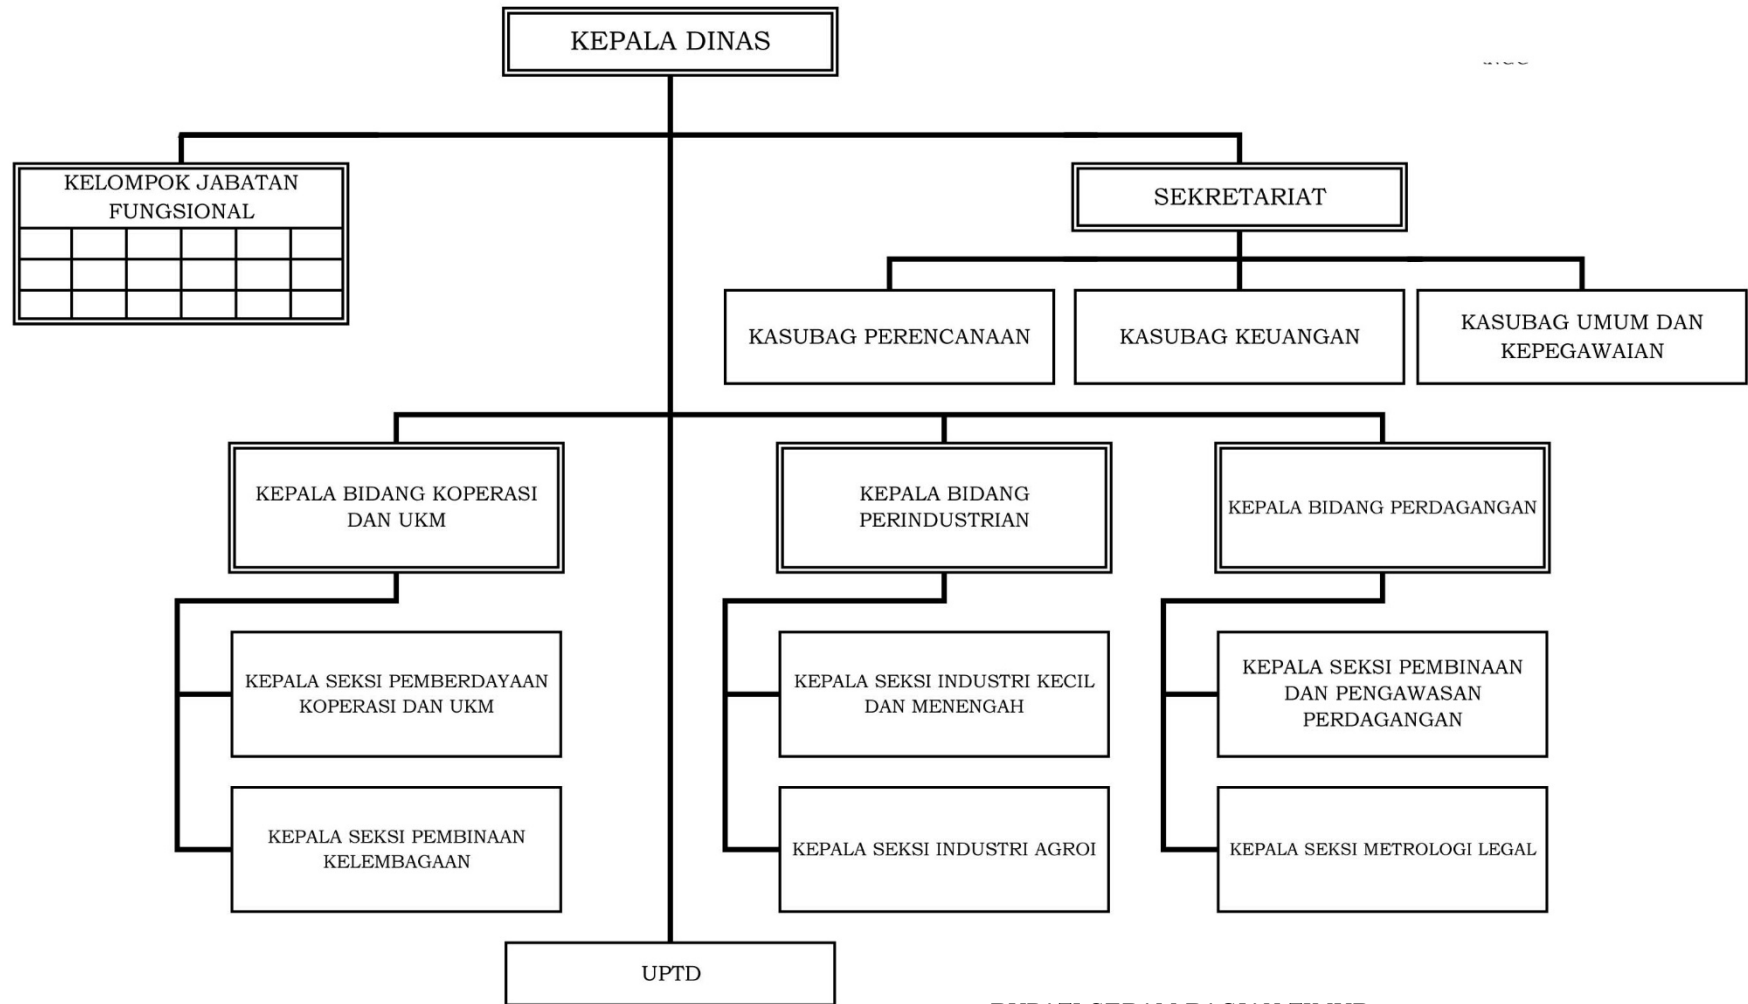 KEPALA DINAS
KELOMPOK JABATAN
FUNGSIONAL
SEKRETARIAT
KASUBAG PERENCANAAN
KASUBAG KEUANGAN
KASUBAG UMUM DAN
KEPEGAWAIAN
KEPALA BIDANG KOPERASI
DAN UKM
KEPALA BIDANG
PERINDUSTRIAN
KEPALA BIDANG PERDAGANGAN
KEPALA SEKSI PEMBERDAYAAN
KOPERASI DAN UKM
KEPALA SEKSI INDUSTRI KECIL
DAN MENENGAH
KEPALA SEKSI PEMBINAAN
DAN PENGAWASAN
PERDAGANGAN
KEPALA SEKSI PEMBINAAN
KELEMBAGAAN
KEPALA SEKSI INDUSTRI AGROI
KEPALA SEKSI METROLOGI LEGAL
UPTD